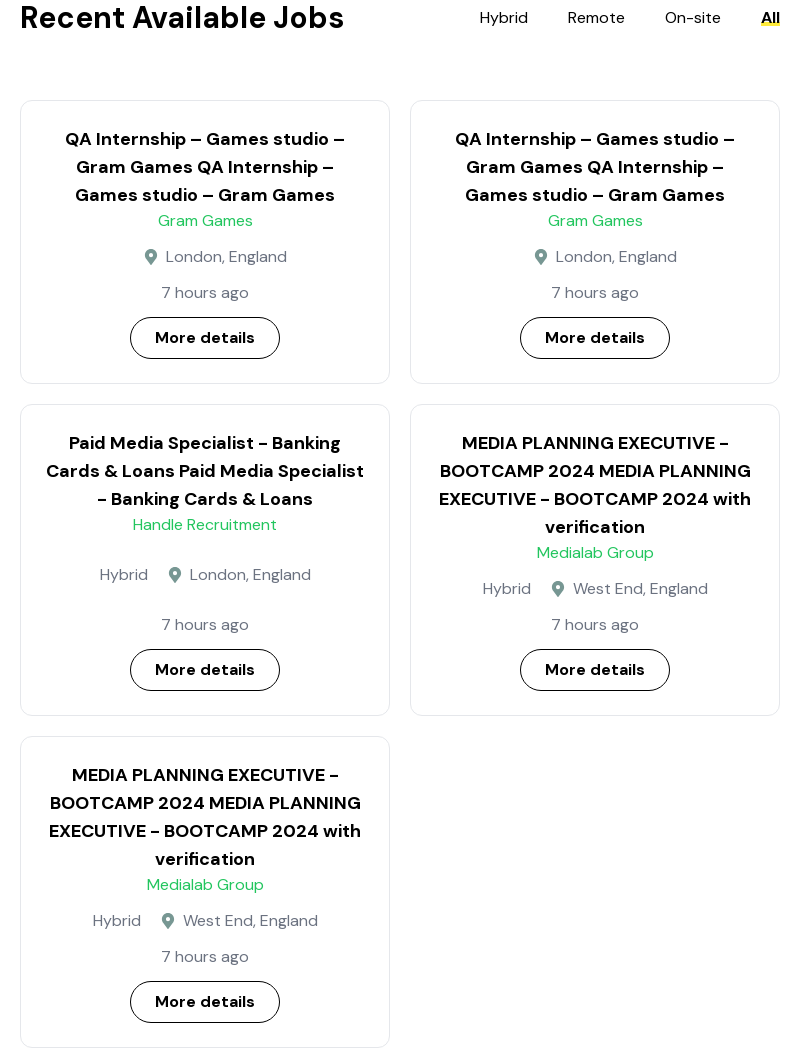 Recent Available Jobs
Hybrid
Remote
On-site
All
QA Internship – Games studio –
Gram Games QA Internship –
Games studio – Gram Games
Gram Games
London, England
7 hours ago
More details
QA Internship – Games studio –
Gram Games QA Internship –
Games studio – Gram Games
Gram Games
London, England
7 hours ago
More details
Paid Media Specialist - Banking
Cards & Loans Paid Media Specialist
- Banking Cards & Loans
Handle Recruitment
Hybrid London, England
7 hours ago
More details
MEDIA PLANNING EXECUTIVE -
BOOTCAMP 2024 MEDIA PLANNING
EXECUTIVE - BOOTCAMP 2024 with
verification
Medialab Group
Hybrid West End, England
7 hours ago
More details
MEDIA PLANNING EXECUTIVE -
BOOTCAMP 2024 MEDIA PLANNING
EXECUTIVE - BOOTCAMP 2024 with
verification
Medialab Group
Hybrid West End, England
7 hours ago
More details